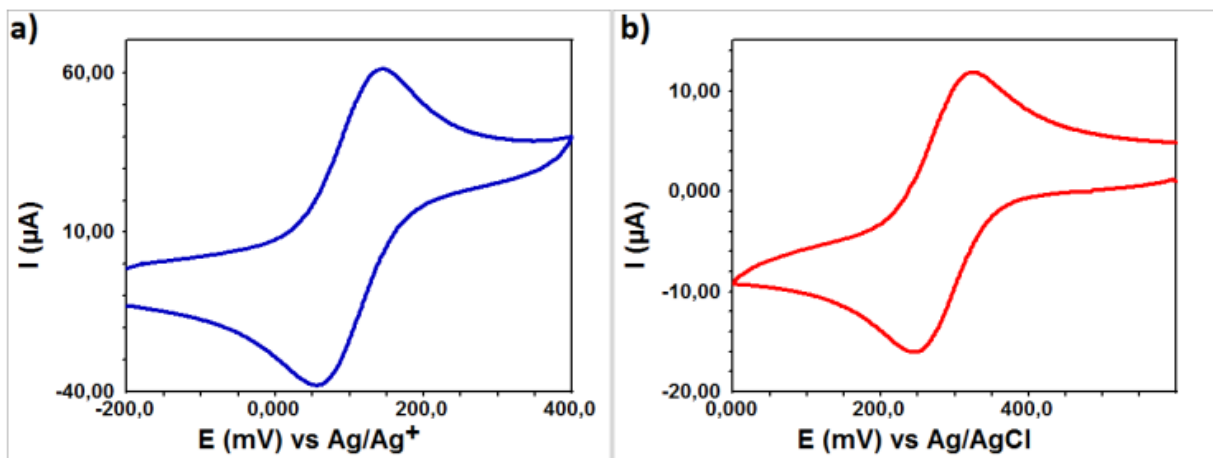 a)
60,00
10,00
-40,00
I (µA)
-200,0 0,000 200,0 400,0
E (mV) vs Ag/Ag⁺
b)
10,00
0,000
-10,00
-20,00
I (µA)
0,000 200,0 400,0
E (mV) vs Ag/AgCl